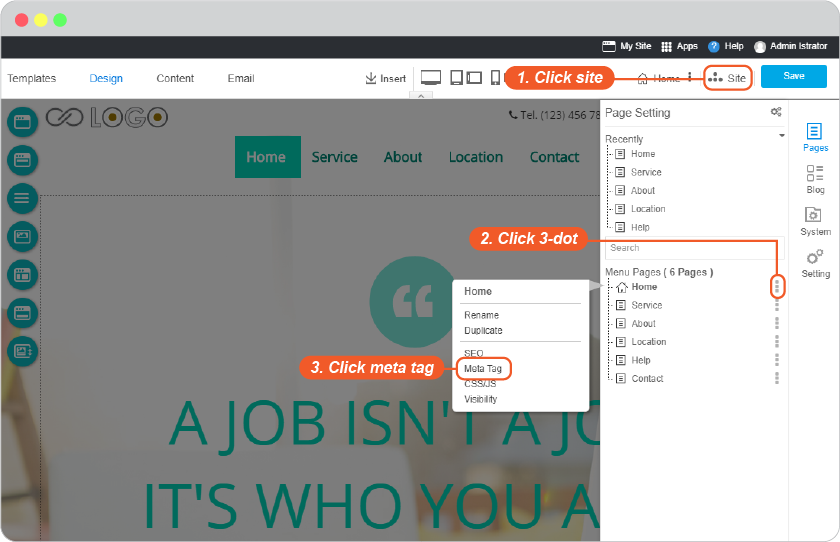 My Site Apps Help Admin Istrator
Templates Design Content Email Insert 1. Click site Home Site Save
LOGO
Tel. (123) 456 78
Home Service About Location Contact
Page Setting
Recently
Home
Service
About
Location
Help
2. Click 3-dot
Search
Menu Pages ( 6 Pages )
Home
Service
About
Location
Help
Contact
Pages
Blog
System
Setting
Home
Rename
Duplicate
SEO
3. Click meta tag
Meta Tag
CSS/JS
Visibility
A JOB ISN'T A JO
IT'S WHO YOU A